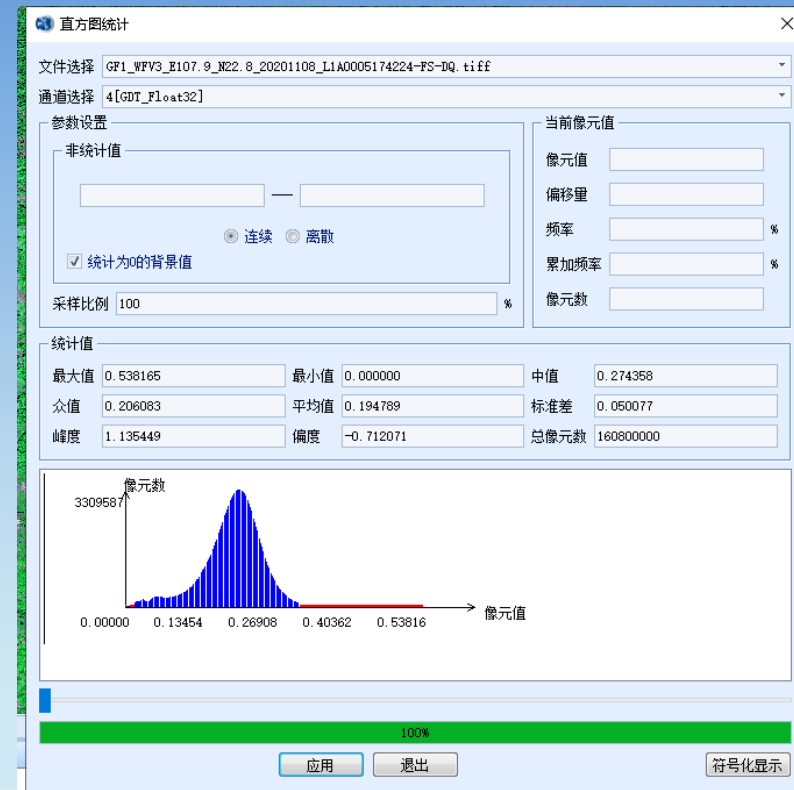 直方图统计
文件选择 GF1_WFV3_E107.9_N22.8_20201108_L1A0005174224-FS-DQ.tiff
通道选择 4[GDT_Float32]
参数设置
非统计值
—
连续 离散
统计为0的背景值
采样比例 100 %
当前像元值
像元值
偏移量
频率 %
累加频率 %
像元数
统计值
最大值 0.538165 最小值 0.000000 中值 0.274358
众值 0.206083 平均值 0.194789 标准差 0.050077
峰度 1.135449 偏度 -0.712071 总像元数 160800000
像元数
3309587
像元值
0.00000 0.13454 0.26908 0.40362 0.53816
100%
应用 退出 符号化显示